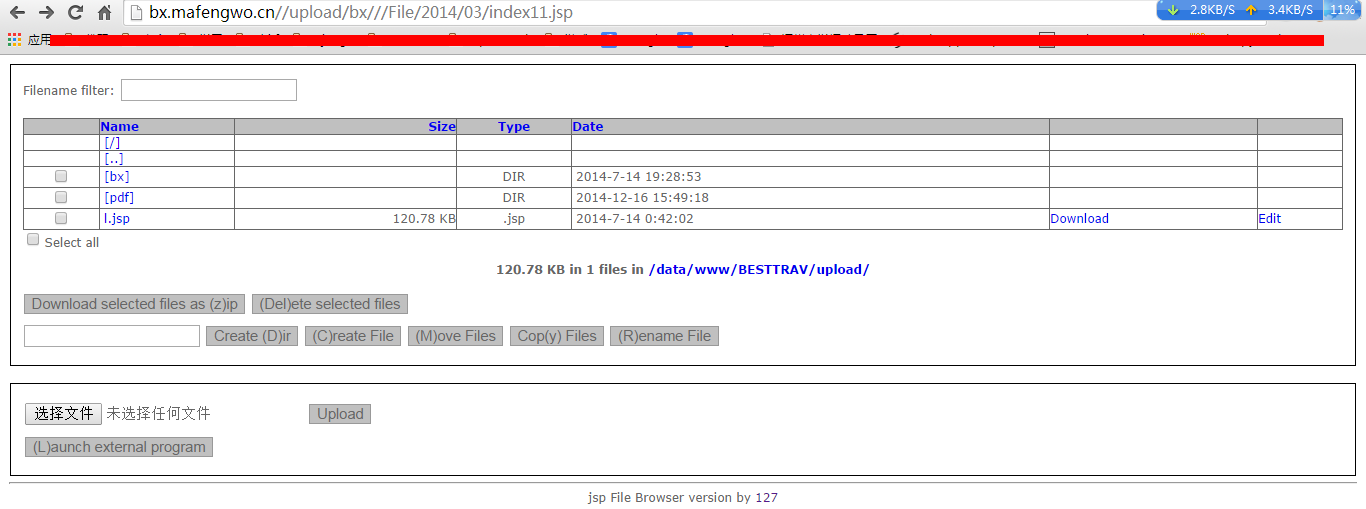 bx.mafengwo.cn//upload/bx///File/2014/03/index11.jsp
2.8KB/S 3.4KB/S 11%
应用
Filename filter:
Name Size Type Date
[/]
[..]
[bx] DIR 2014-7-14 19:28:53
[pdf] DIR 2014-12-16 15:49:18
l.jsp 120.78 KB .jsp 2014-7-14 0:42:02 Download Edit
Select all
120.78 KB in 1 files in /data/www/BESTTRAV/upload/
Download selected files as (z)ip (Del)ete selected files
Create (D)ir (C)reate File (M)ove Files Cop(y) Files (R)ename File
选择文件 未选择任何文件 Upload
(L)aunch external program
jsp File Browser version by 127